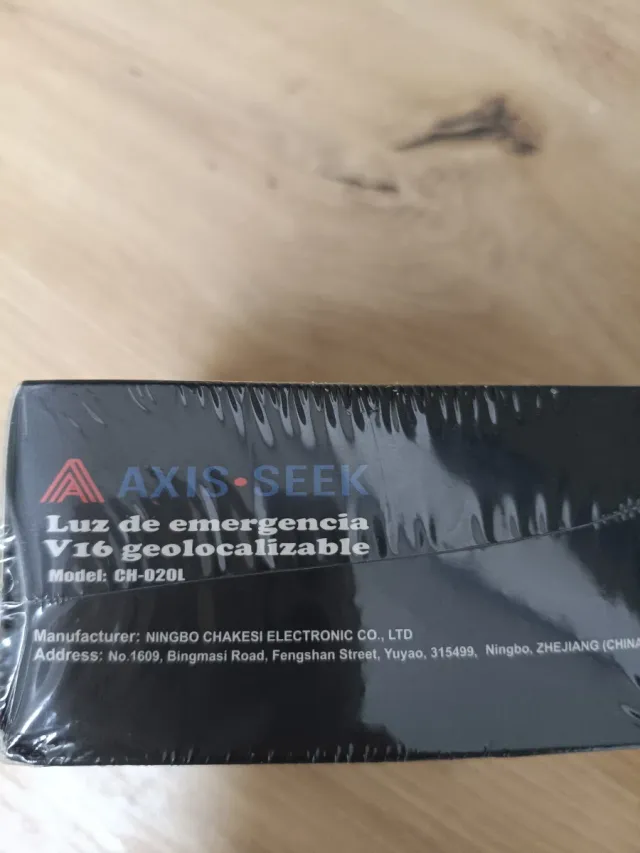 AXIS·SEEK
Luz de emergencia
V16 geolocalizable
Model: CH-020L
Manufacturer: NINGBO CHAKESI ELECTRONIC CO., LTD
Address: No.1609, Bingmasi Road, Fengshan Street, Yuyao, 315499, Ningbo, ZHEJIANG (CHINA